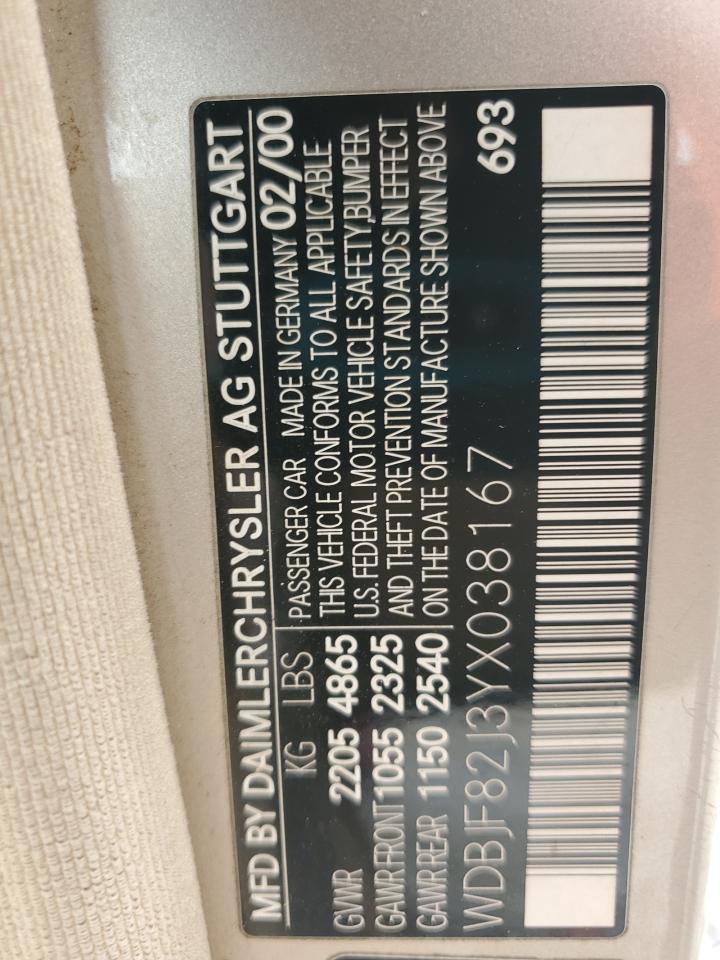 MFD BY DAIMLERCHRYSLER AG STUTTGART
KG LBS PASSENGER CAR MADE IN GERMANY 02/00
GVWR 2205 4865 THIS VEHICLE CONFORMS TO ALL APPLICABLE
U.S. FEDERAL MOTOR VEHICLE SAFETY,BUMPER
GAWR FRONT 1055 2325 AND THEFT PREVENTION STANDARDS IN EFFECT
GAWR REAR 1150 2540 ON THE DATE OF MANUFACTURE SHOWN ABOVE
WDBJF82J3YX038167 693